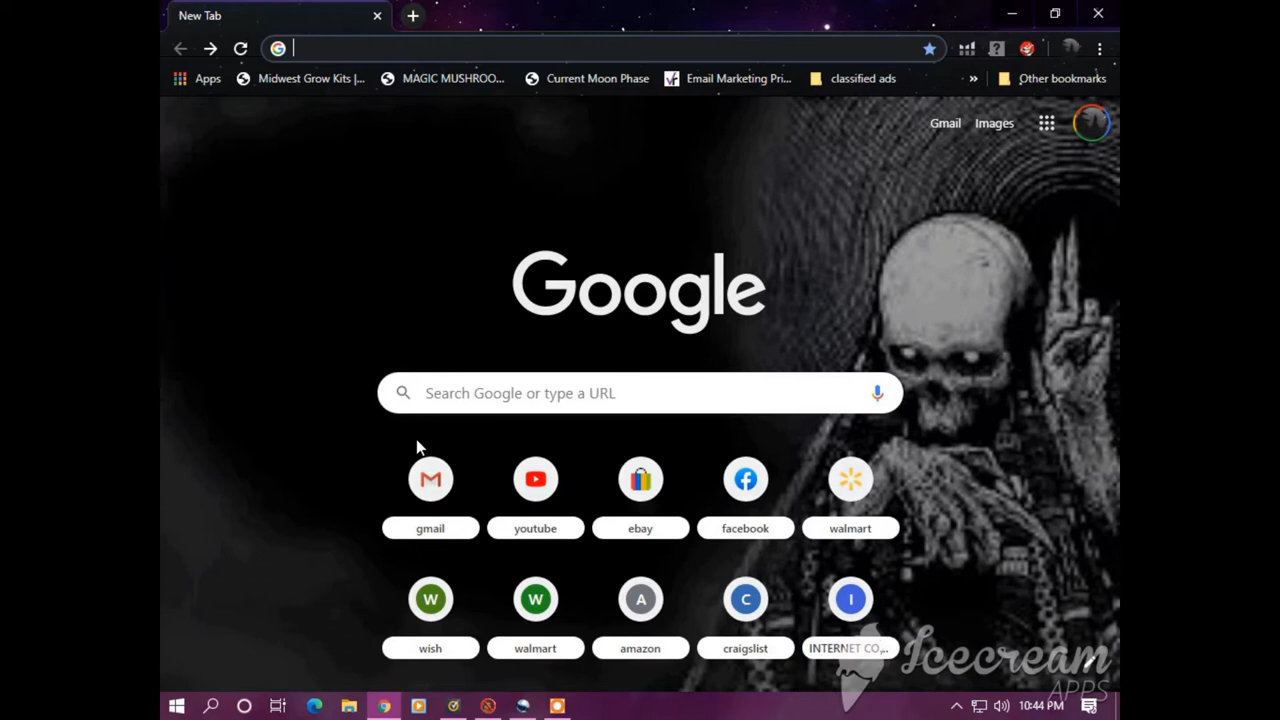 New Tab
Apps
Midwest Grow Kits |...
MAGIC MUSHROO...
Current Moon Phase
Email Marketing Pri...
classified ads
»
Other bookmarks
Gmail
Images
Google
Search Google or type a URL
gmail
youtube
ebay
facebook
walmart
W
W
A
C
I
wish
walmart
amazon
craigslist
INTERNET CO,...
Icecream
APPS
10:44 PM